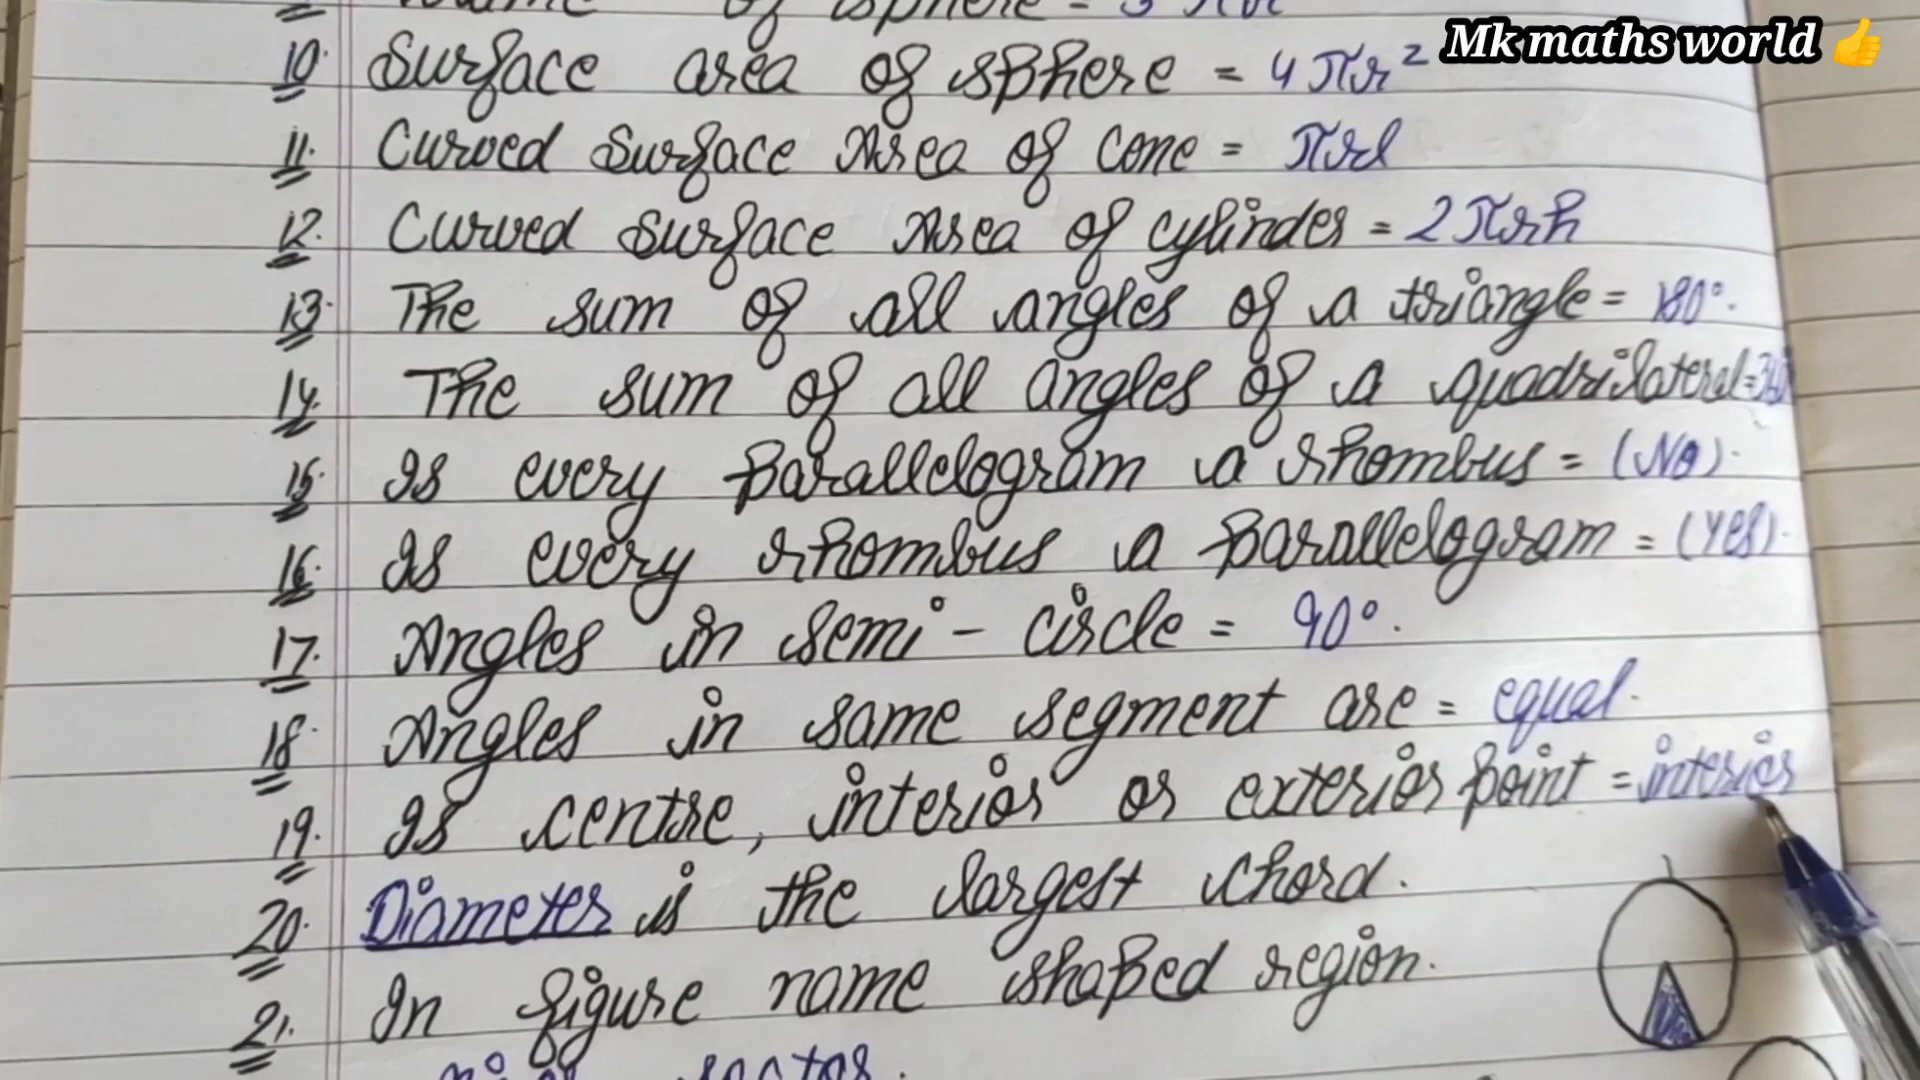 of sphere =
Mk maths world 👍
10. Surface area of sphere = 4πr²
11. Curved Surface Area of cone = πrl
12. Curved Surface Area of cylinder = 2πrh
13. The sum of all angles of a triangle = 180°.
14. The sum of all angles of a quadrilateral = 360
15. Is every parallelogram a rhombus = (No).
16. Is every rhombus a parallelogram = (Yes).
17. Angles in semi-circle = 90°.
18. Angles in same segment are = equal.
19. Is centre, interior or exterior point = interior
20. Diameter is the largest chord.
21. In figure name shaped region.
sector.